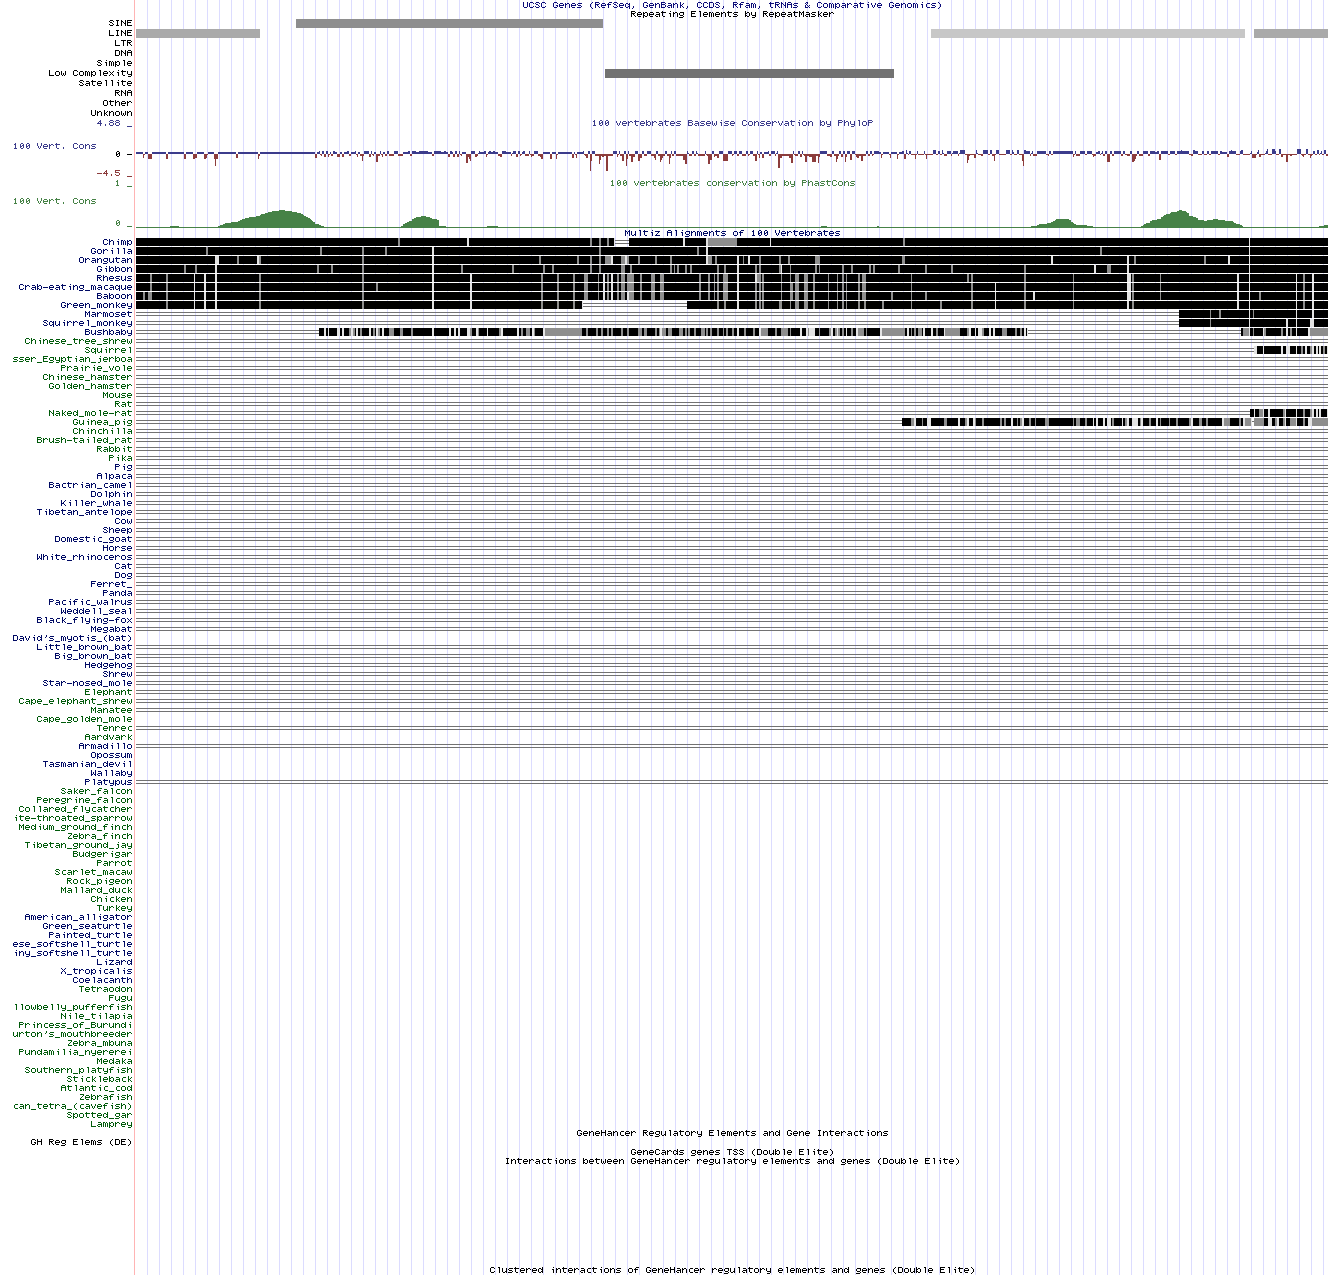 UCSC Genes (RefSeq, GenBank, CCDS, Rfam, tRNAs & Comparative Genomics)
Repeating Elements by RepeatMasker
SINE
LINE
LTR
DNA
Simple
Low Complexity
Satellite
RNA
Other
Unknown
4.88 _
100 vertebrates Basewise Conservation by PhyloP
100 Vert. Cons
0 _
-4.5 _
1 _
100 vertebrates conservation by PhastCons
100 Vert. Cons
0 _
Multiz Alignments of 100 Vertebrates
Chimp
Gorilla
Orangutan
Gibbon
Rhesus
Crab-eating_macaque
Baboon
Green_monkey
Marmoset
Squirrel_monkey
Bushbaby
Chinese_tree_shrew
Squirrel
sser_Egyptian_jerboa
Prairie_vole
Chinese_hamster
Golden_hamster
Mouse
Rat
Naked_mole-rat
Guinea_pig
Chinchilla
Brush-tailed_rat
Rabbit
Pika
Pig
Alpaca
Bactrian_camel
Dolphin
Killer_whale
Tibetan_antelope
Cow
Sheep
Domestic_goat
Horse
White_rhinoceros
Cat
Dog
Ferret_
Panda
Pacific_walrus
Weddell_seal
Black_flying-fox
Megabat
David's_myotis_(bat)
Little_brown_bat
Big_brown_bat
Hedgehog
Shrew
Star-nosed_mole
Elephant
Cape_elephant_shrew
Manatee
Cape_golden_mole
Tenrec
Aardvark
Armadillo
Opossum
Tasmanian_devil
Wallaby
Platypus
Saker_falcon
Peregrine_falcon
Collared_flycatcher
ite-throated_sparrow
Medium_ground_finch
Zebra_finch
Tibetan_ground_jay
Budgerigar
Parrot
Scarlet_macaw
Rock_pigeon
Mallard_duck
Chicken
Turkey
American_alligator
Green_seaturtle
Painted_turtle
ese_softshell_turtle
iny_softshell_turtle
Lizard
X_tropicalis
Coelacanth
Tetraodon
Fugu
llowbelly_pufferfish
Nile_tilapia
Princess_of_Burundi
urton's_mouthbreeder
Zebra_mbuna
Pundamilia_nyererei
Medaka
Southern_platyfish
Stickleback
Atlantic_cod
Zebrafish
can_tetra_(cavefish)
Spotted_gar
Lamprey
GeneHancer Regulatory Elements and Gene Interactions
GH Reg Elems (DE)
GeneCards genes TSS (Double Elite)
Interactions between GeneHancer regulatory elements and genes (Double Elite)
Clustered interactions of GeneHancer regulatory elements and genes (Double Elite)